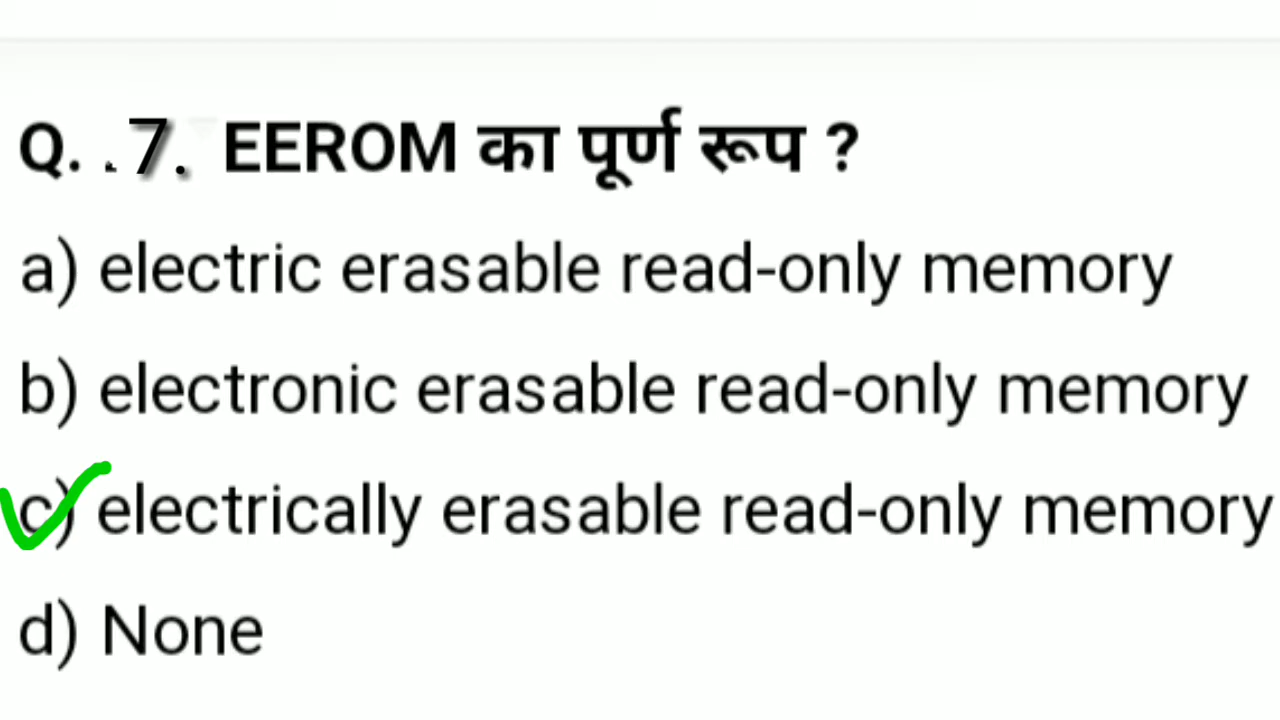 Q. .7. EEROM का पूर्ण रूप ?
a) electric erasable read-only memory
b) electronic erasable read-only memory
c) electrically erasable read-only memory
d) None